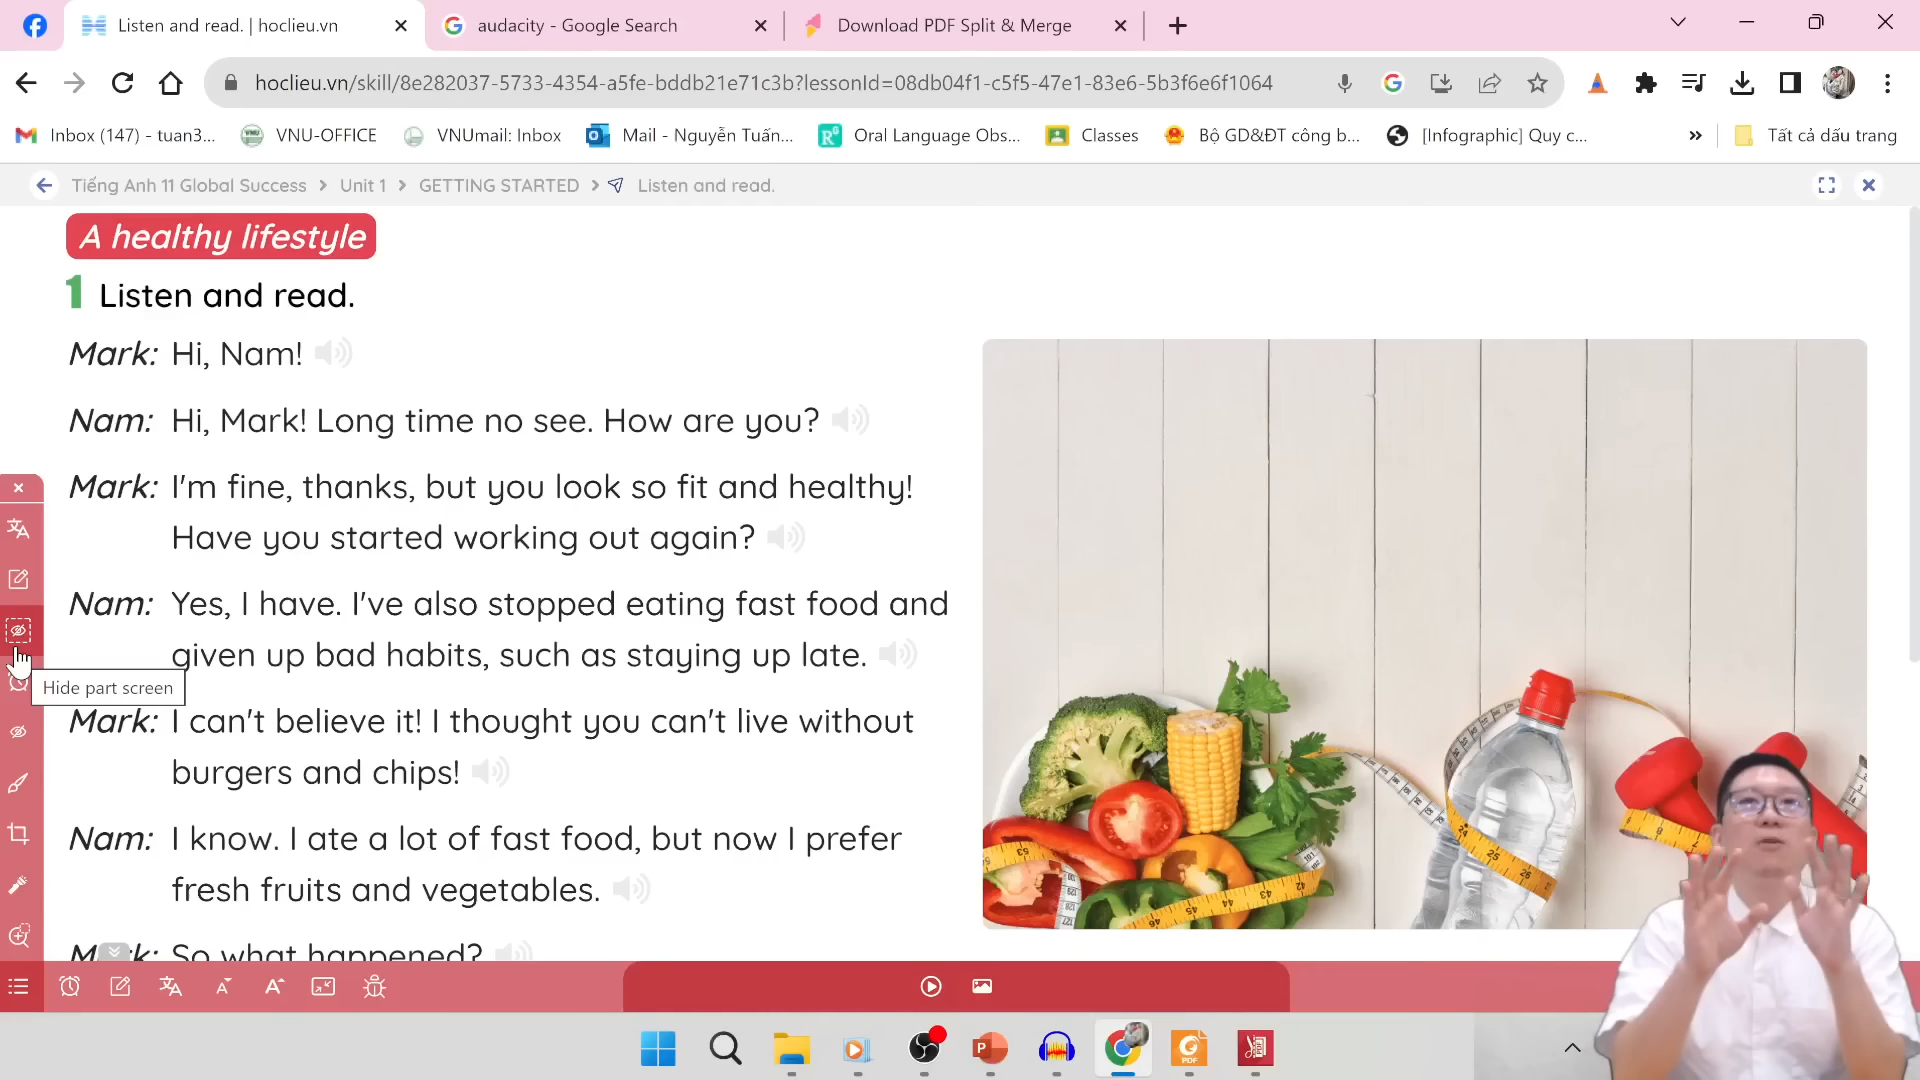 Listen and read. | hoclieu.vn
audacity - Google Search
Download PDF Split & Merge
hoclieu.vn/skill/8e282037-5733-4354-a5fe-bddb21e71c3b?lessonId=08db04f1-c5f5-47e1-83e6-5b3f6e6f1064
Inbox (147) - tuan3...
VNU-OFFICE
VNUmail: Inbox
Mail - Nguyễn Tuấn...
Oral Language Obs...
Classes
Bộ GD&ĐT công b...
[Infographic] Quy c...
Tất cả dấu trang
Tiếng Anh 11 Global Success > Unit 1 > GETTING STARTED > Listen and read.
A healthy lifestyle
1 Listen and read.
Mark: Hi, Nam!
Nam: Hi, Mark! Long time no see. How are you?
Mark: I'm fine, thanks, but you look so fit and healthy!
Have you started working out again?
Nam: Yes, I have. I've also stopped eating fast food and
given up bad habits, such as staying up late.
Hide part screen
Mark: I can't believe it! I thought you can't live without
burgers and chips!
Nam: I know. I ate a lot of fast food, but now I prefer
fresh fruits and vegetables.
Mark: So what happened?